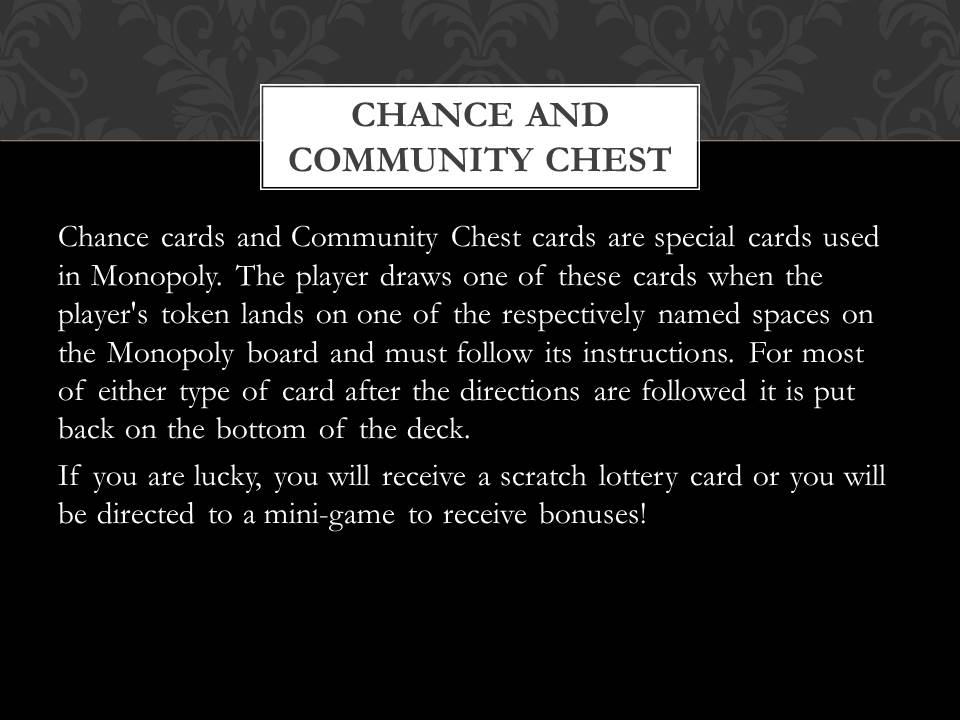 CHANCE AND
COMMUNITY CHEST
Chance cards and Community Chest cards are special cards used
in Monopoly. The player draws one of these cards when the
player's token lands on one of the respectively named spaces on
the Monopoly board and must follow its instructions. For most
of either type of card after the directions are followed it is put
back on the bottom of the deck.
If you are lucky, you will receive a scratch lottery card or you will
be directed to a mini-game to receive bonuses!